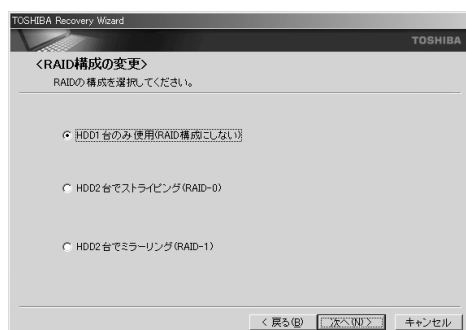 TOSHIBA Recovery Wizard
TOSHIBA
<RAID構成の変更>
RAIDの構成を選択してください。
HDD1台のみ使用(RAID構成にしない)
HDD2台でストライピング(RAID-0)
HDD2台でミラーリング(RAID-1)
< 戻る(B) 次へ(N) > キャンセル